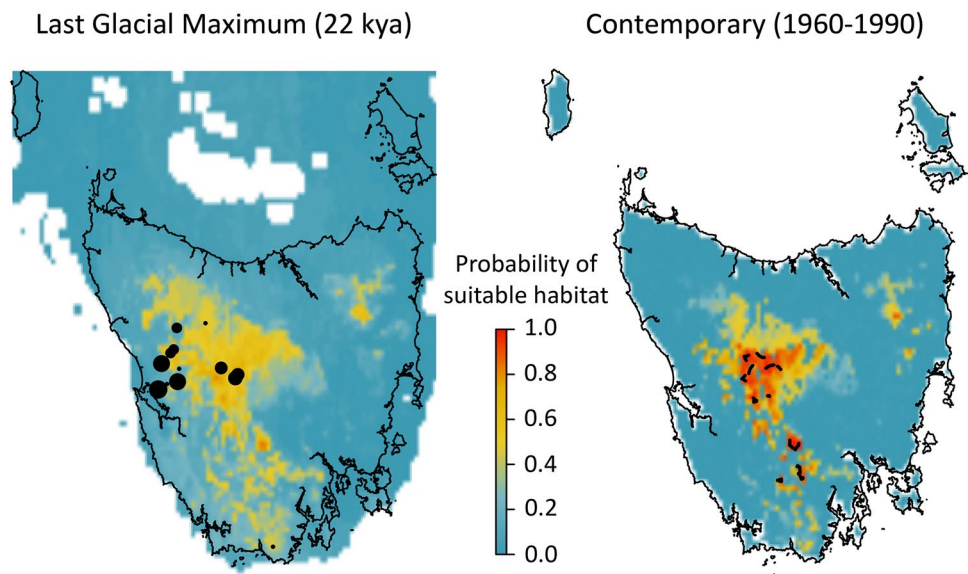 Last Glacial Maximum (22 kya)
Contemporary (1960-1990)
Probability of
suitable habitat
1.0
0.8
0.6
0.4
0.2
0.0